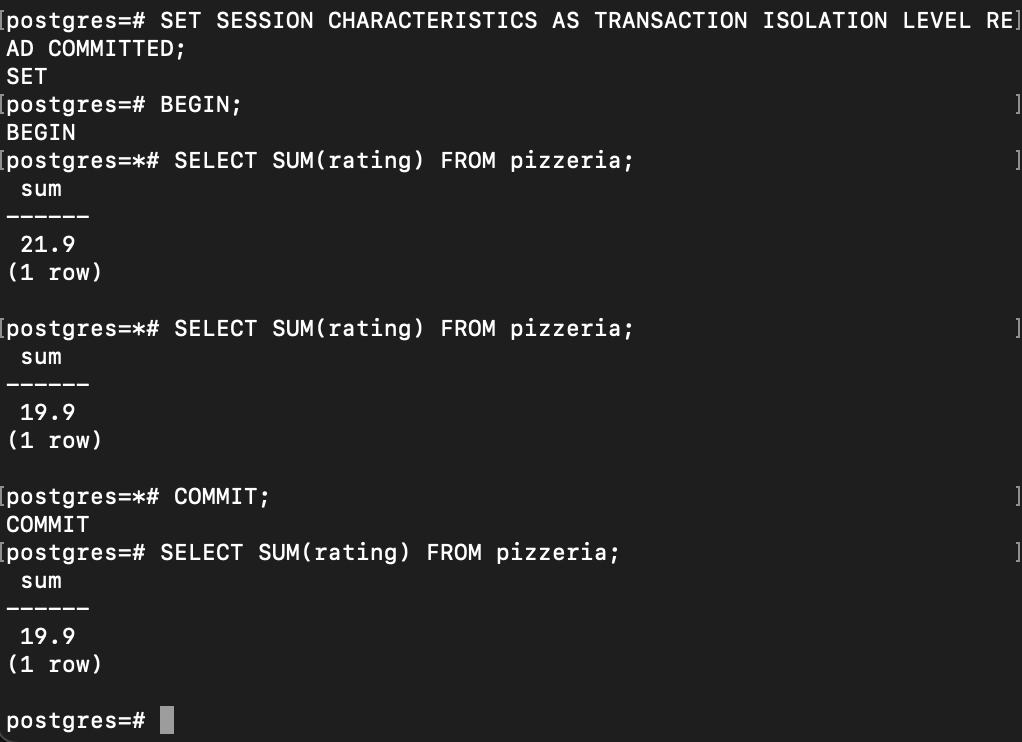 [postgres=# SET SESSION CHARACTERISTICS AS TRANSACTION ISOLATION LEVEL RE]
AD COMMITTED;
SET
[postgres=# BEGIN; ]
BEGIN
[postgres=*# SELECT SUM(rating) FROM pizzeria; ]
 sum
------
 21.9
(1 row)

[postgres=*# SELECT SUM(rating) FROM pizzeria; ]
 sum
------
 19.9
(1 row)

[postgres=*# COMMIT; ]
COMMIT
[postgres=# SELECT SUM(rating) FROM pizzeria; ]
 sum
------
 19.9
(1 row)

postgres=#